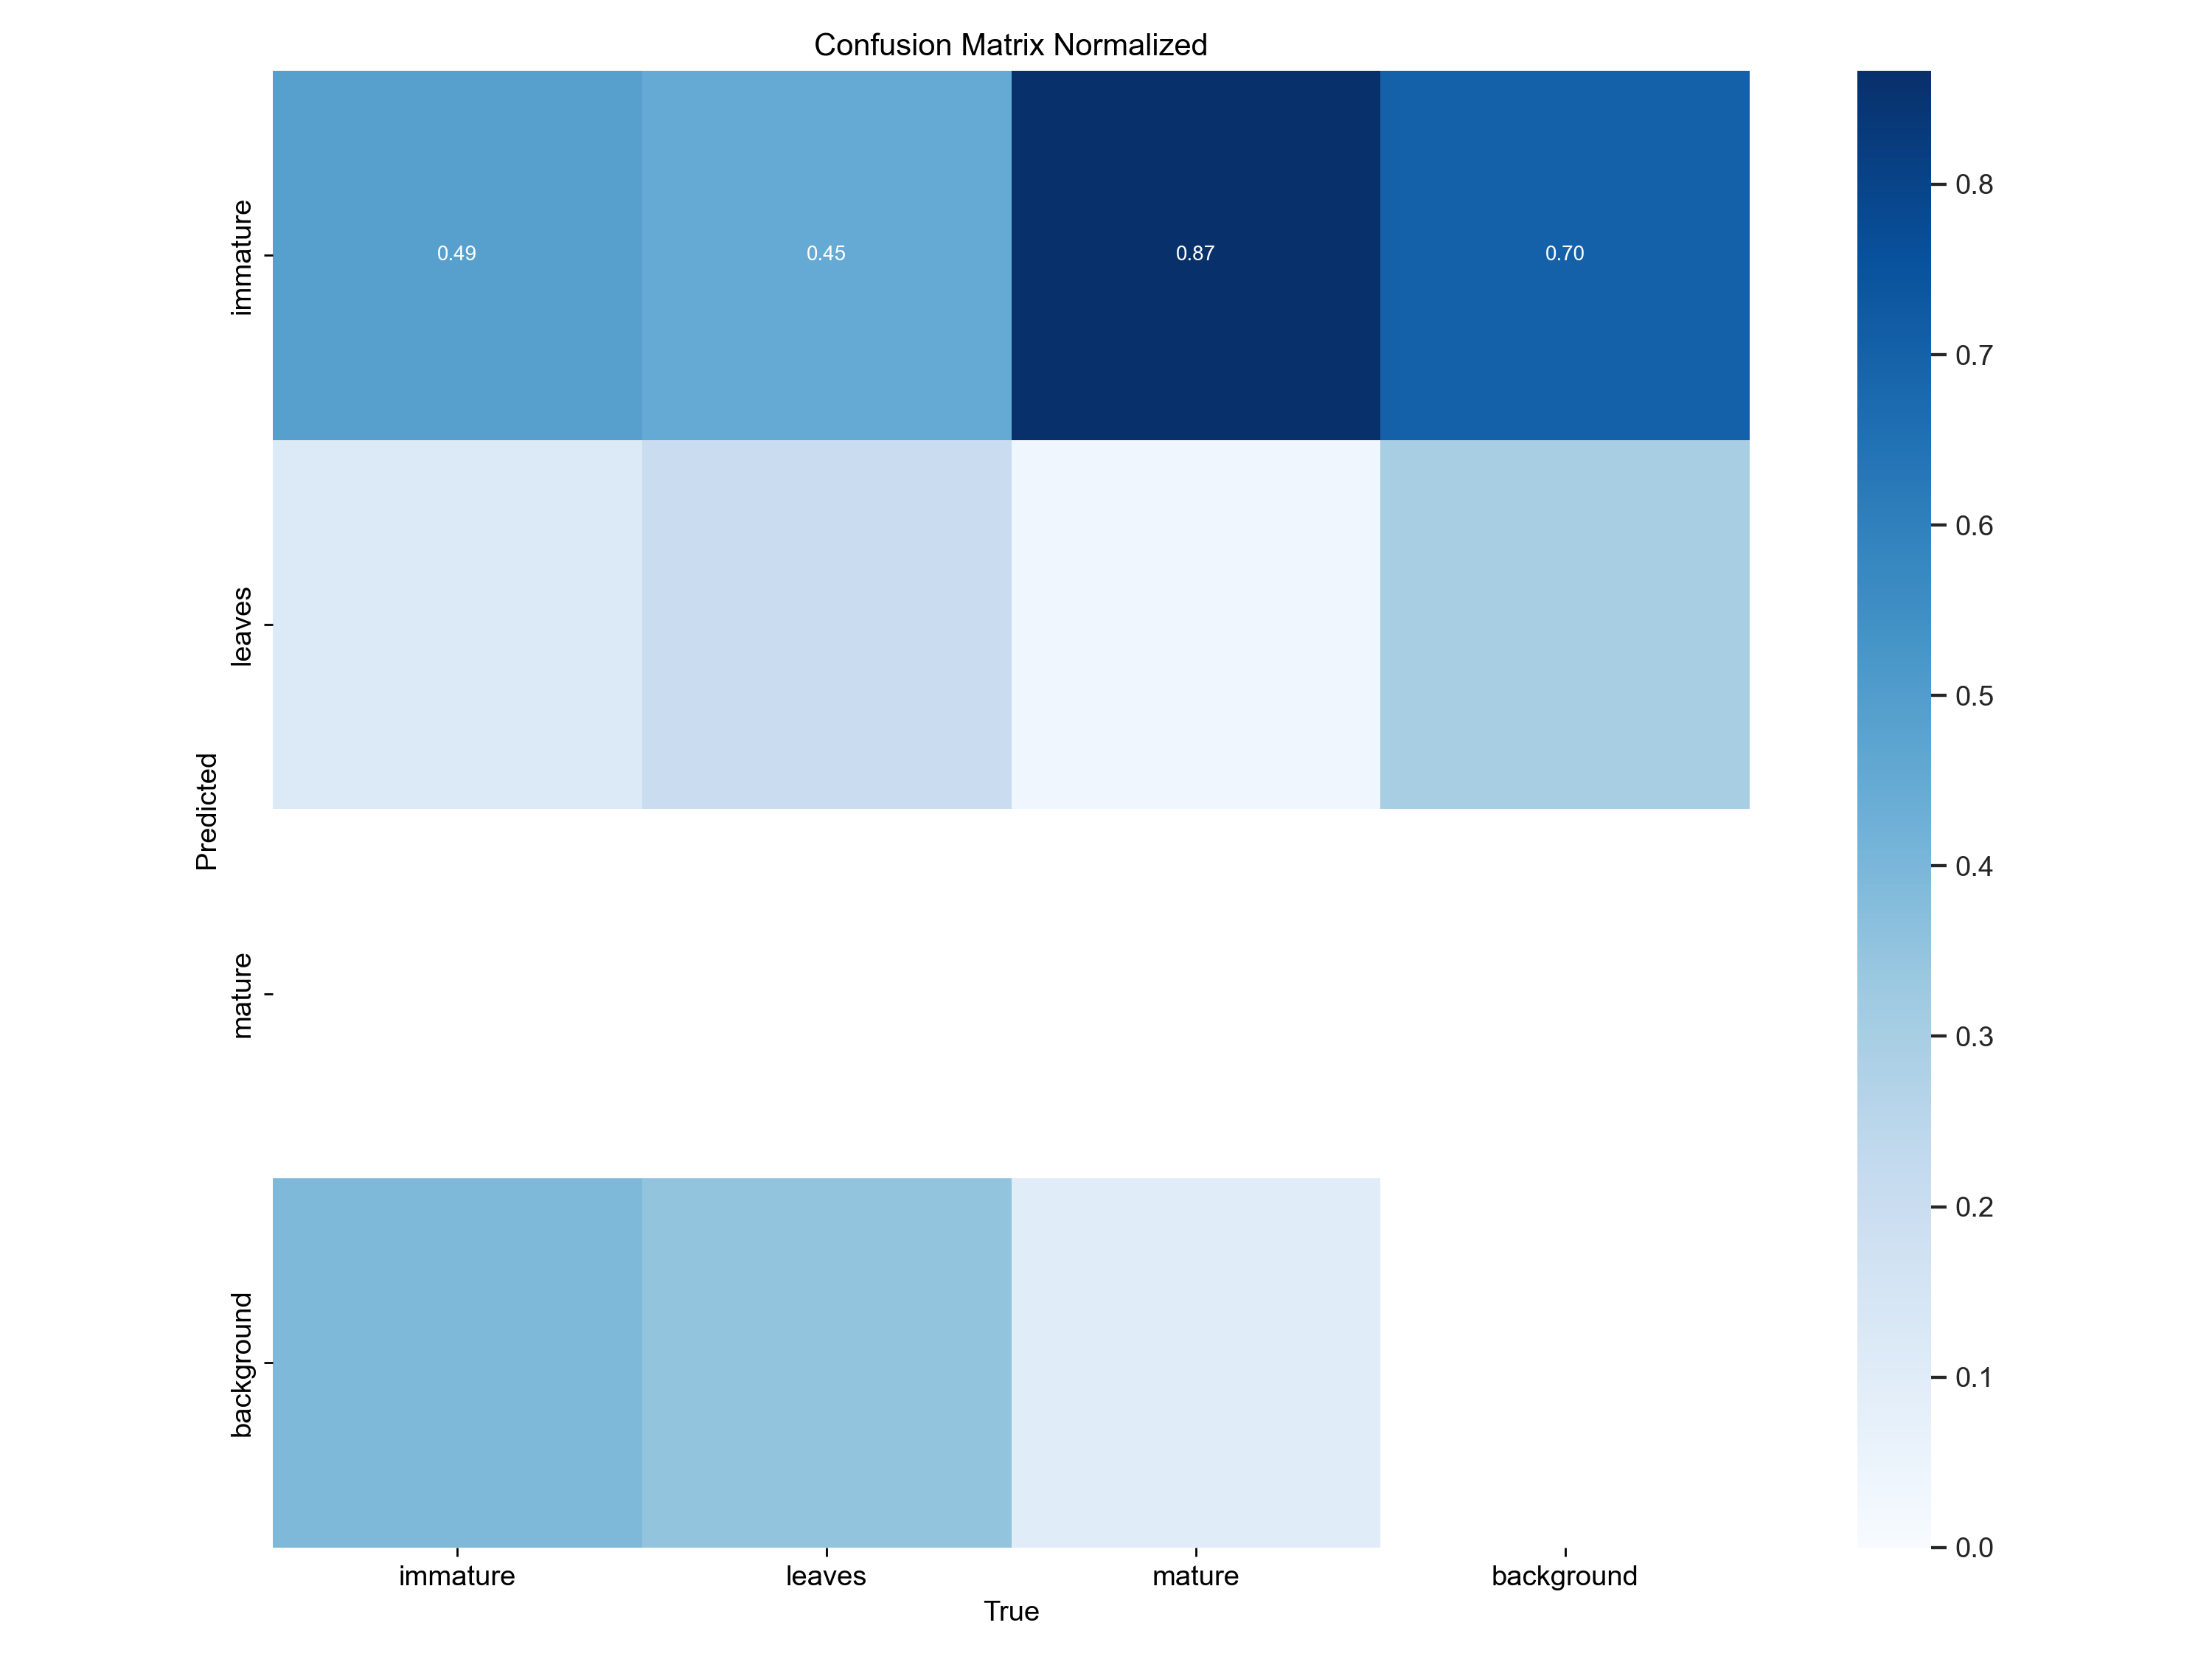 Confusion Matrix Normalized
immature
0.49
0.45
0.87
0.70
leaves
mature
background
Predicted
immature
leaves
mature
background
True
0.8
0.7
0.6
0.5
0.4
0.3
0.2
0.1
0.0